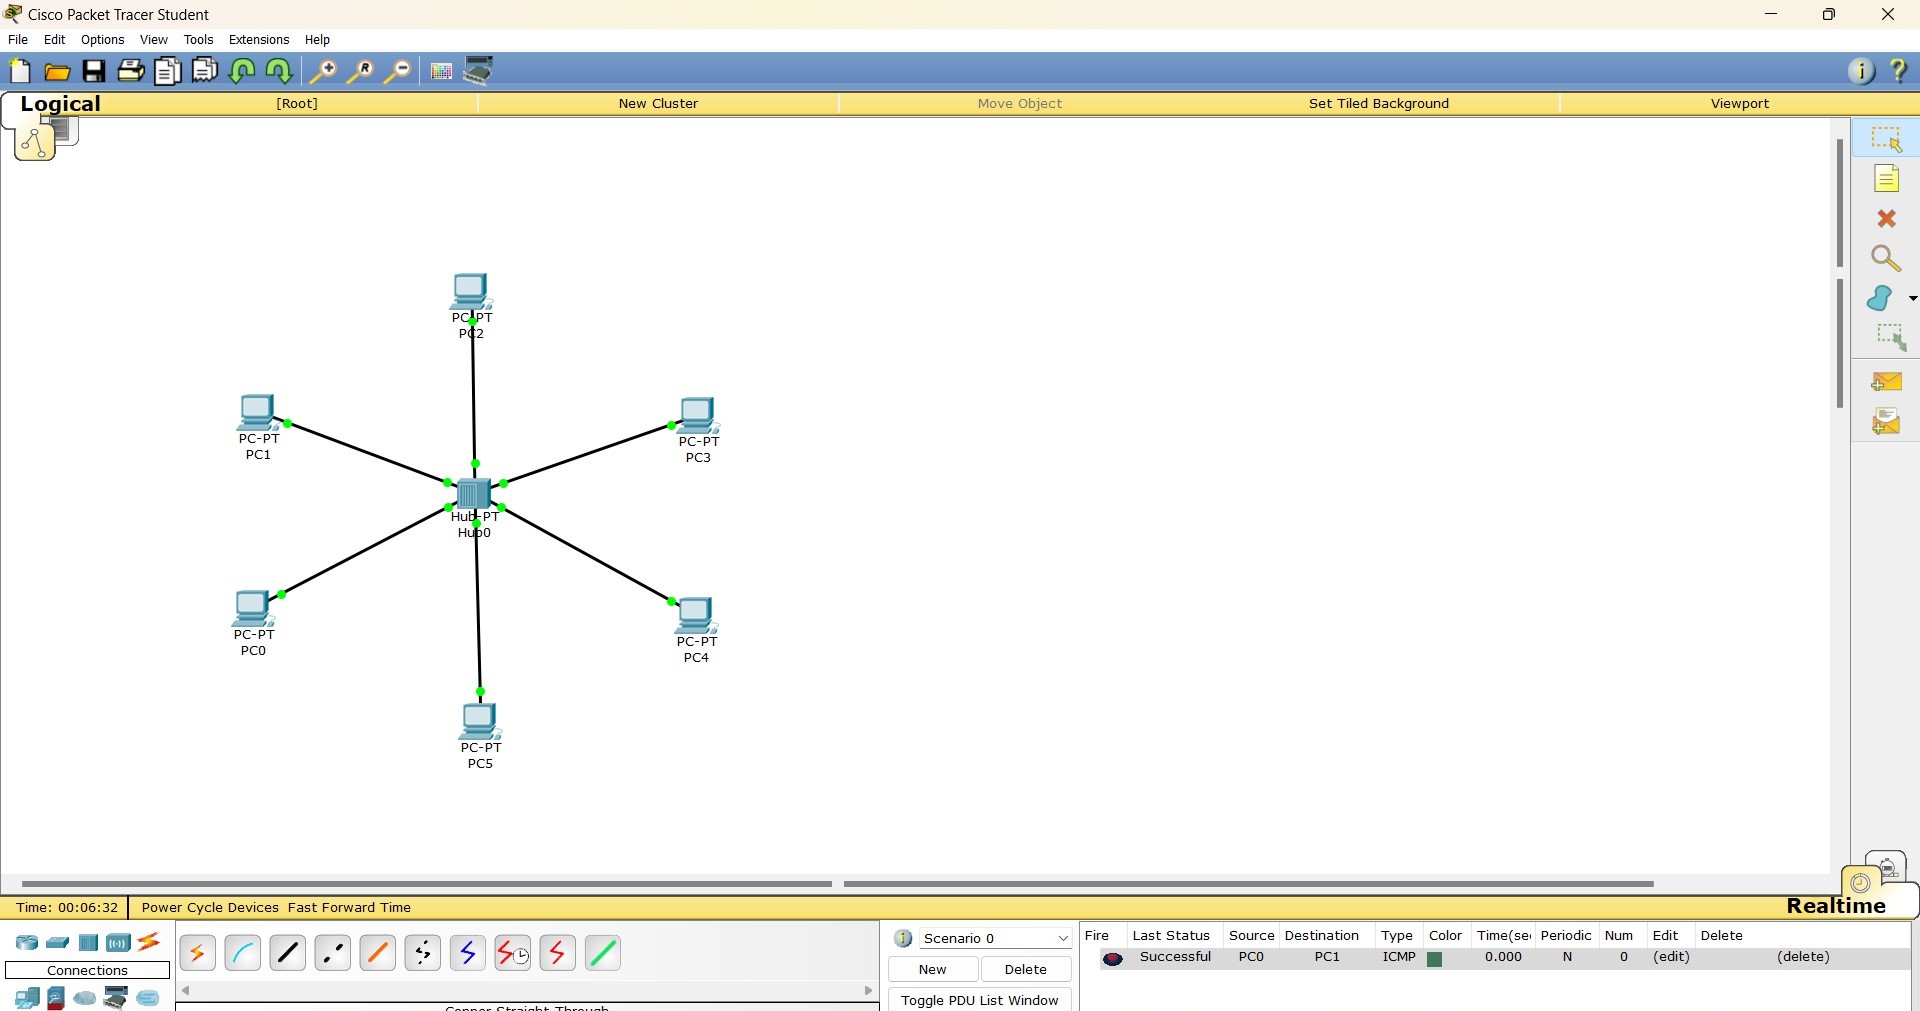 Cisco Packet Tracer Student
File Edit Options View Tools Extensions Help
Logical [Root] New Cluster Move Object Set Tiled Background Viewport
PC-PT
PC2
PC-PT
PC1
PC-PT
PC3
Hub-PT
Hub0
PC-PT
PC0
PC-PT
PC4
PC-PT
PC5
Time: 00:06:32 Power Cycle Devices Fast Forward Time Realtime
Connections
Copper Straight-Through
Scenario 0
New Delete
Toggle PDU List Window
Fire Last Status Source Destination Type Color Time(se Periodic Num Edit Delete
Successful PC0 PC1 ICMP 0.000 N 0 (edit) (delete)